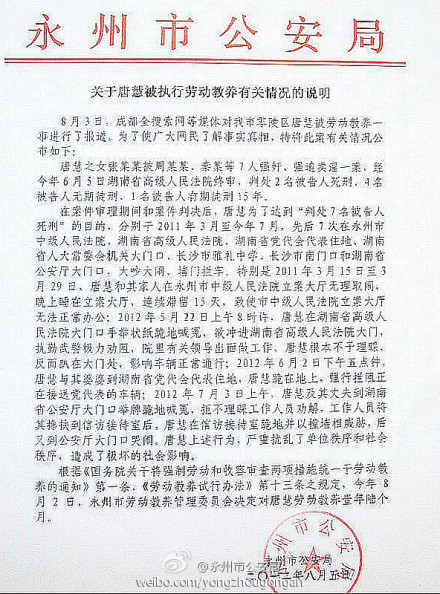 永州市公安局
关于唐慧被执行劳动教养有关情况的说明
8月3日，成都全搜索网等媒体对我市零陵区唐慧被劳动教养一
事进行了报道。为了使广大网民了解事实真相，特将此案有关情况公
布如下：
唐慧之女张某某被周某某、秦某等7人强奸、强迫卖淫一案，经
今年6月5日湖南省高级人民法院终审，判处2名被告人死刑，4名
被告人无期徒刑、1名被告人有期徒刑15年。
在案件审理期间和案件判决后，唐慧为了达到“判处7名被告人
死刑”的目的，分别于2011年3月至今年7月，先后7次在永州市
中级人民法院，湖南省高级人民法院、湖南省党代会代表住地、湖南
省人大常委会机关大门口、长沙市雅礼中学、长沙市南门口和湖南省
公安厅大门口，大吵大闹、堵门拦车。特别是2011年3月15日至3
月29日，唐慧和其家人在永州市中级人民法院立案大厅无理取闹，
晚上睡在立案大厅，连续滞留15天，致使市中级人民法院立案大厅
无法正常办公；2012年5月22日上午8时许，唐慧在湖南省高级人
民法院大门口手举状纸跪地喊冤，欲冲进湖南省高级人民法院大门，
执勤武警极力劝阻，院里有关领导出面做工作，唐慧根本不予理睬，
反而趴在大门处，影响车辆正常通行；2012年6月2日下午五点钟，
唐慧与其婆婆到湖南省党代会代表住地，唐慧跪在地上，强行拦阻正
在接送党代表的车辆；2012年7月3日上午，唐慧及其丈夫到湖南
省公安厅大门口举牌跪地喊冤，拒不理睬工作人员劝解，工作人员将
其搀扶到信访接待室后，唐慧在信访接待室跪地并以撞墙相威胁，后
又到公安厅大门口哭闹。唐慧上述行为，严重扰乱了单位秩序和社会
秩序，造成了极坏的社会影响。
根据《国务院关于将强制劳动和收容审查两项措施统一于劳动教
养的通知》第一条、《劳动教养试行办法》第十三条之规定，今年8
月2日，永州市劳动教养管理委员会决定对唐慧劳动教养壹年陆个
月。
永州市公安局
二〇一二年八月五日
@永州市公安局
weibo.com/yongzhougongan